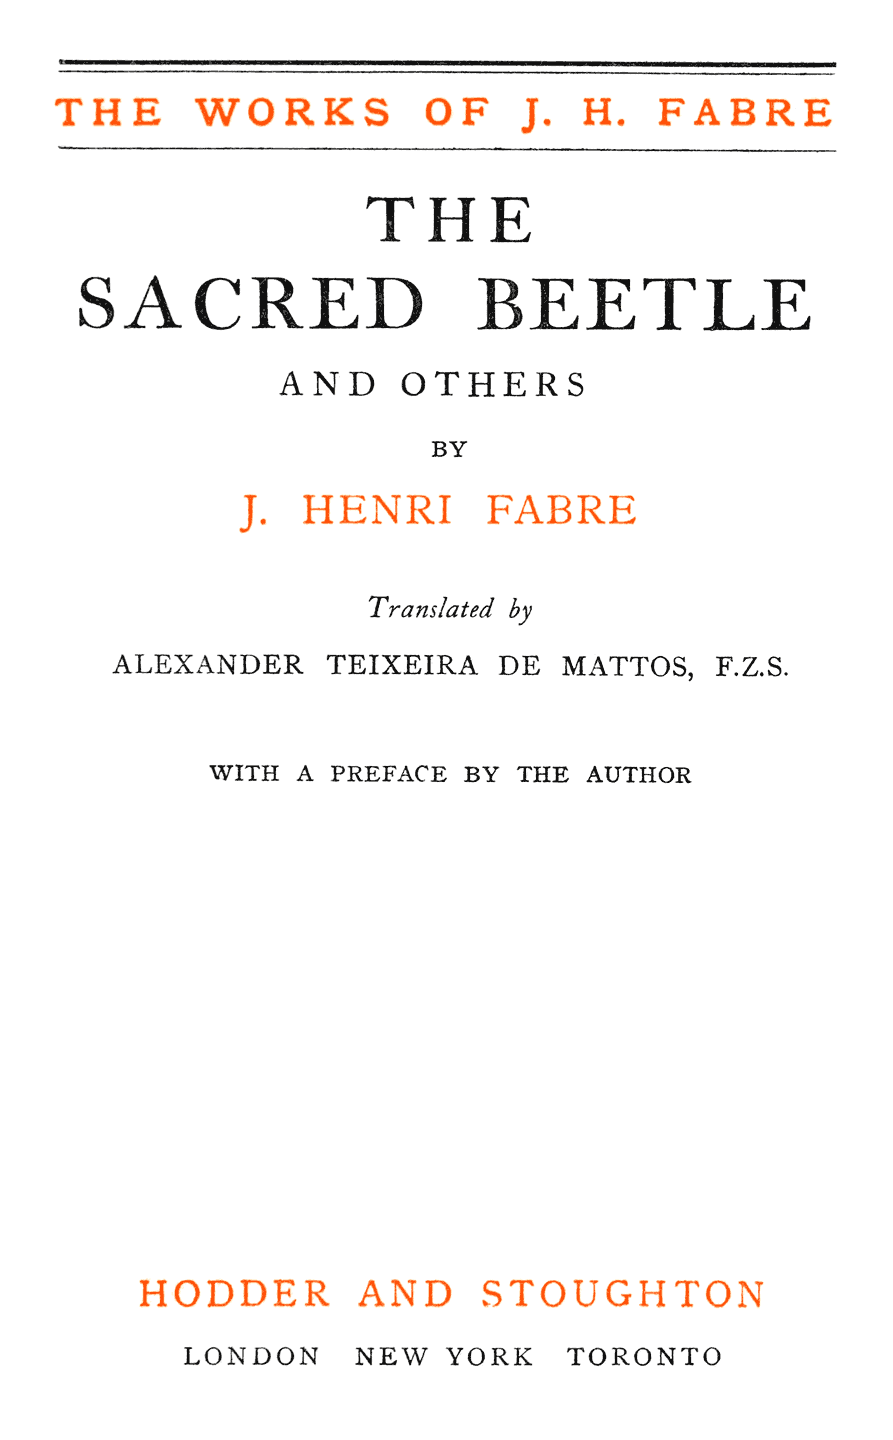 THE WORKS OF J. H. FABRE
THE
SACRED BEETLE
AND OTHERS
BY
J. HENRI FABRE
Translated by
ALEXANDER TEIXEIRA DE MATTOS, F.Z.S.
WITH A PREFACE BY THE AUTHOR
HODDER AND STOUGHTON
LONDON NEW YORK TORONTO